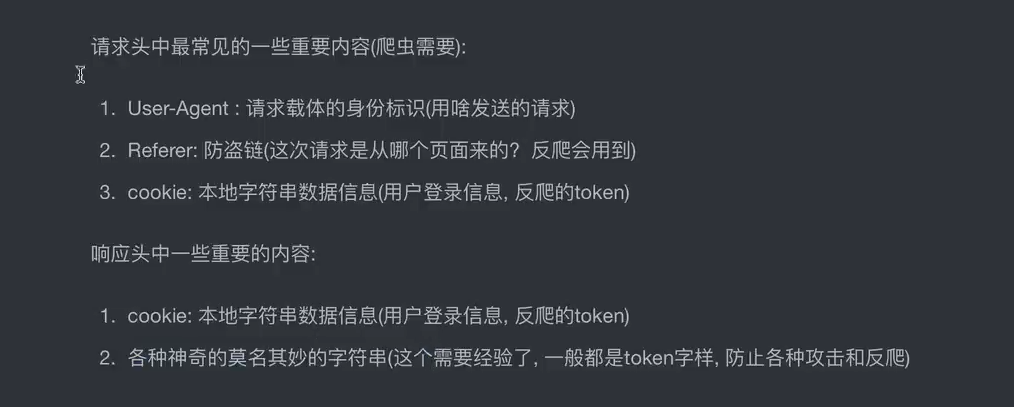 请求头中最常见的一些重要内容(爬虫需要):
1. User-Agent : 请求载体的身份标识(用啥发送的请求)
2. Referer: 防盗链(这次请求是从哪个页面来的? 反爬会用到)
3. cookie: 本地字符串数据信息(用户登录信息, 反爬的token)
响应头中一些重要的内容:
1. cookie: 本地字符串数据信息(用户登录信息, 反爬的token)
2. 各种神奇的莫名其妙的字符串(这个需要经验了, 一般都是token字样, 防止各种攻击和反爬)